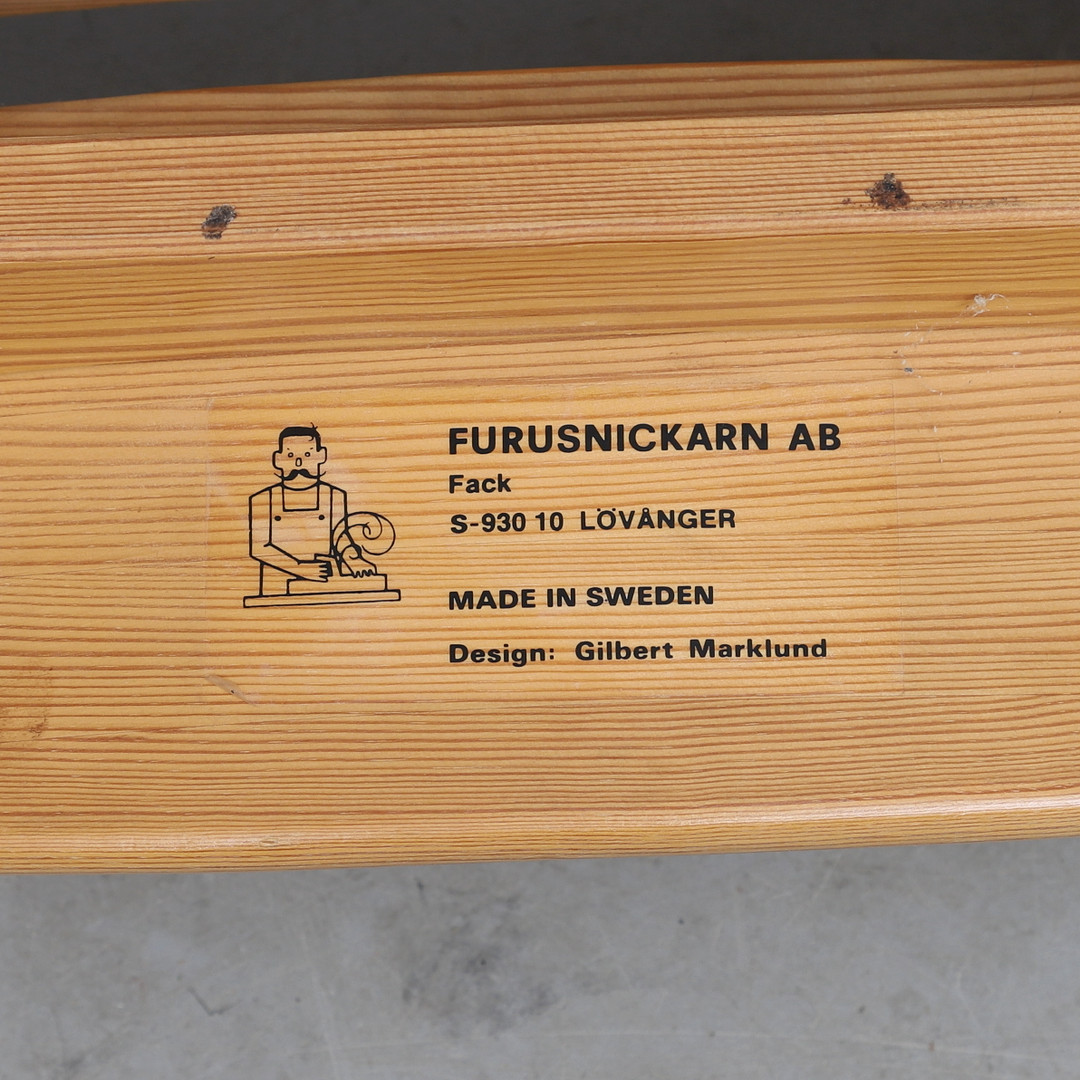 FURUSNICKARN AB
Fack
S-930 10 LÖVÅNGER
MADE IN SWEDEN
Design: Gilbert Marklund